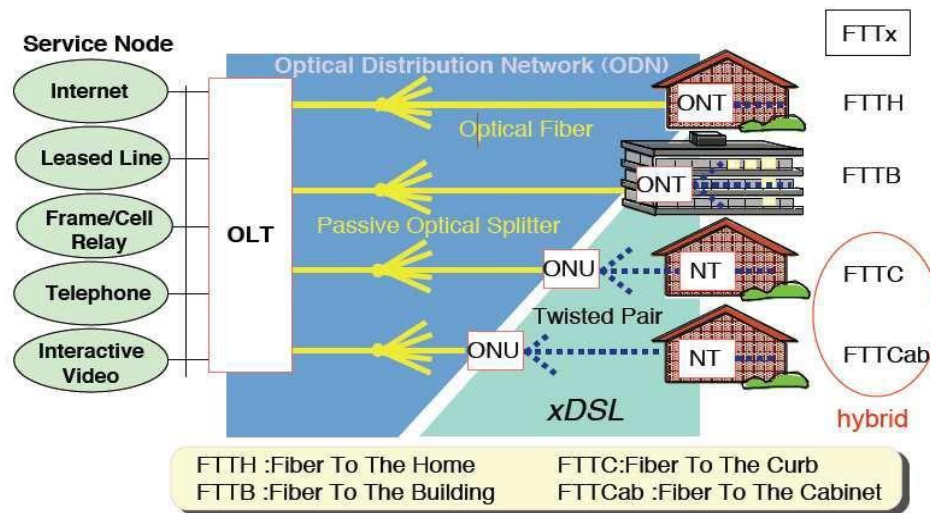 FTTx
Service Node
Optical Distribution Network (ODN)
Internet
ONT
FTTH
Optical Fiber
Leased Line
ONT
FTTB
Frame/Cell
Relay
OLT
Passive Optical Splitter
ONU
NT
FTTC
Telephone
Twisted Pair
Interactive
Video
ONU
NT
FTTCab
xDSL
hybrid
FTTH :Fiber To The Home
FTTC:Fiber To The Curb
FTTB :Fiber To The Building
FTTCab :Fiber To The Cabinet